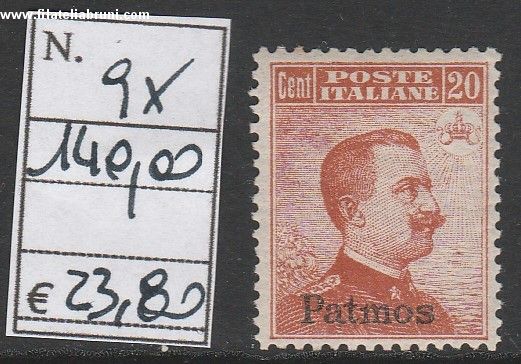 www.filateliabruni.com
N.
9x
140,00
€ 23,80
Cent POSTE ITALIANE 20
Patmos